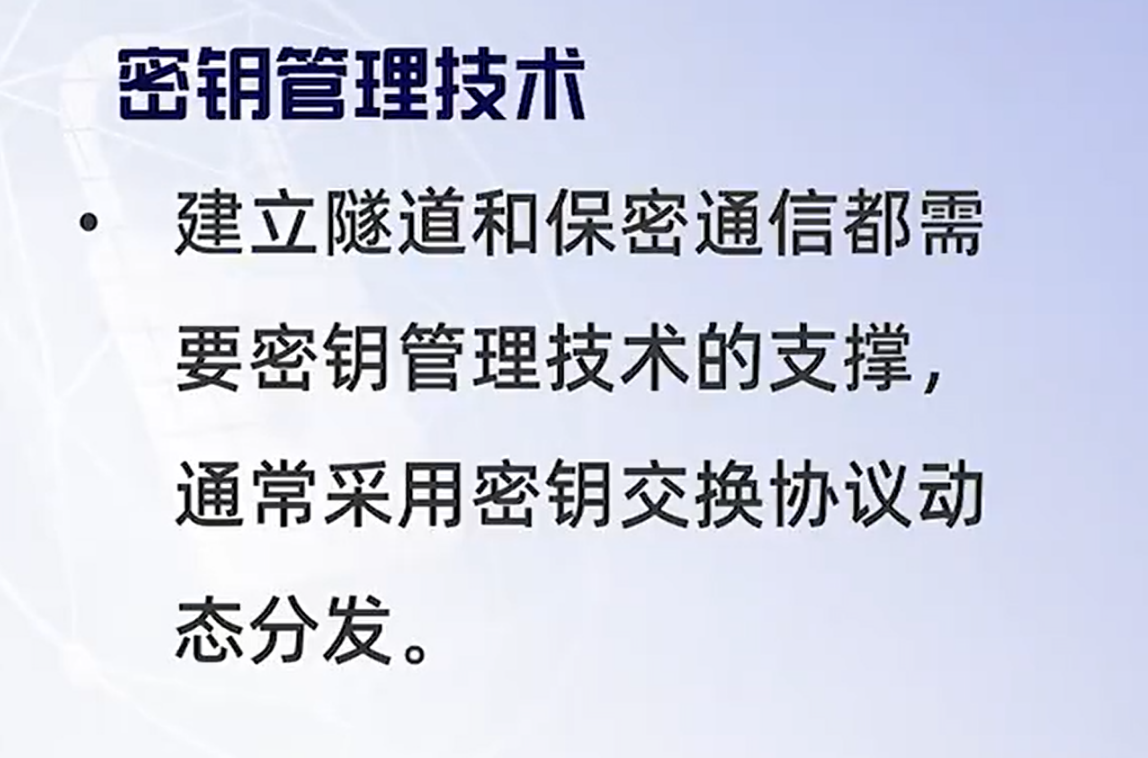 密钥管理技术
• 建立隧道和保密通信都需
要密钥管理技术的支撑，
通常采用密钥交换协议动
态分发。